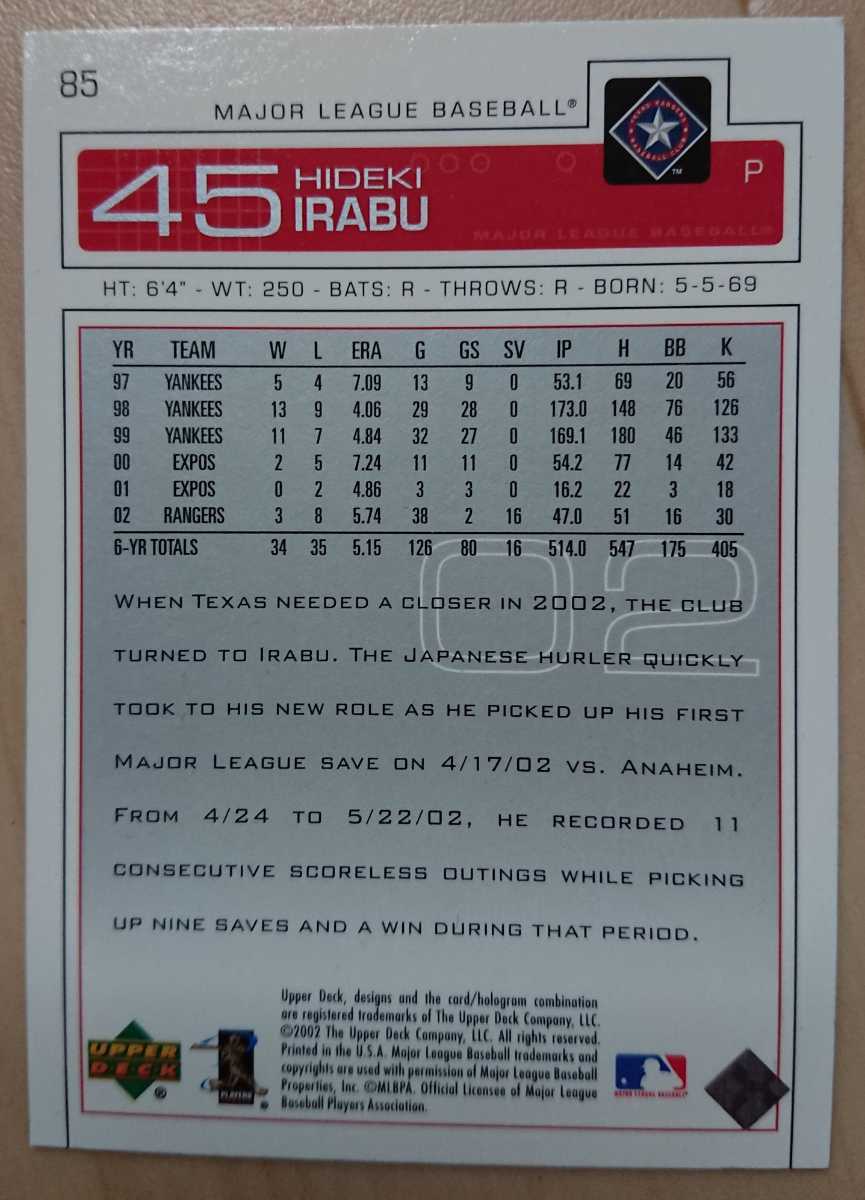 85
MAJOR LEAGUE BASEBALL®
TEXAS RANGERS
BASEBALL CLUB
TM
P
45 HIDEKI
IRABU
MAJOR LEAGUE BASEBALL®
HT: 6'4" - WT: 250 - BATS: R - THROWS: R - BORN: 5-5-69
YR TEAM W L ERA G GS SV IP H BB K
97 YANKEES 5 4 7.09 13 9 0 53.1 69 20 56
98 YANKEES 13 9 4.06 29 28 0 173.0 148 76 126
99 YANKEES 11 7 4.84 32 27 0 169.1 180 46 133
00 EXPOS 2 5 7.24 11 11 0 54.2 77 14 42
01 EXPOS 0 2 4.86 3 3 0 16.2 22 3 18
02 RANGERS 3 8 5.74 38 2 16 47.0 51 16 30
6-YR TOTALS 34 35 5.15 126 80 16 514.0 547 175 405
02
WHEN TEXAS NEEDED A CLOSER IN 2002, THE CLUB
TURNED TO IRABU. THE JAPANESE HURLER QUICKLY
TOOK TO HIS NEW ROLE AS HE PICKED UP HIS FIRST
MAJOR LEAGUE SAVE ON 4/17/02 VS. ANAHEIM.
FROM 4/24 TO 5/22/02, HE RECORDED 11
CONSECUTIVE SCORELESS OUTINGS WHILE PICKING
UP NINE SAVES AND A WIN DURING THAT PERIOD.
Upper Deck, designs and the card/hologram combination
are registered trademarks of The Upper Deck Company, LLC.
©2002 The Upper Deck Company, LLC. All rights reserved.
Printed in the U.S.A. Major League Baseball trademarks and
copyrights are used with permission of Major League Baseball
Properties, Inc. ©MLBPA. Official Licensee of Major League
Baseball Players Association.
UPPER
DECK
®
PLAYERS
®
MAJOR LEAGUE BASEBALL®